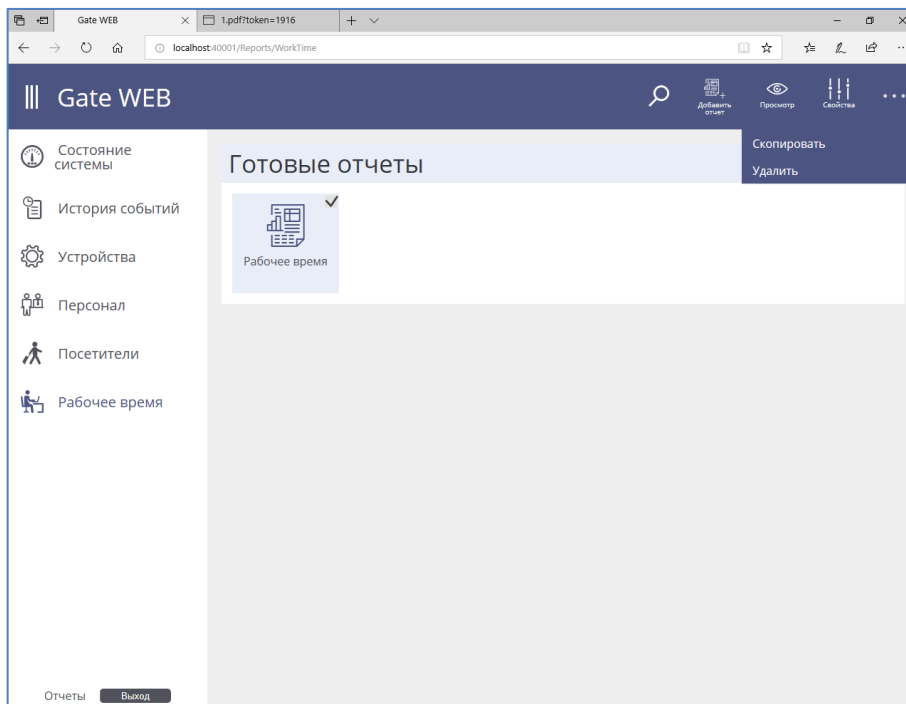 Gate WEB
1.pdf?token=1916
localhost:40001/Reports/WorkTime
Gate WEB
Добавить
отчет
Просмотр
Свойства
Скопировать
Удалить
Состояние
системы
История событий
Устройства
Персонал
Посетители
Рабочее время
Готовые отчеты
Рабочее время
Отчеты
Выход